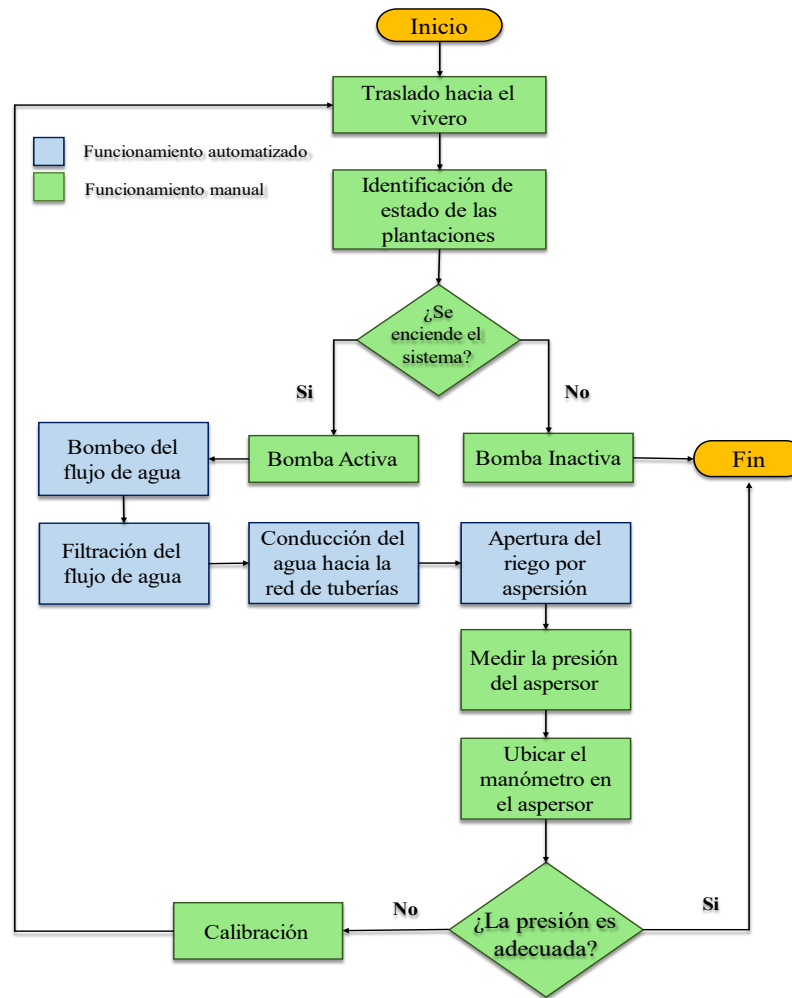 Inicio
Traslado hacia el
vivero
Funcionamiento automatizado
Funcionamiento manual
Identificación de
estado de las
plantaciones
¿Se
enciende el
sistema?
Si
No
Bombeo del
flujo de agua
Bomba Activa
Bomba Inactiva
Fin
Filtración del
flujo de agua
Conducción del
agua hacia la
red de tuberías
Apertura del
riego por
aspersión
Medir la presión
del aspersor
Ubicar el
manómetro en
el aspersor
¿La presión es
adecuada?
No
Si
Calibración